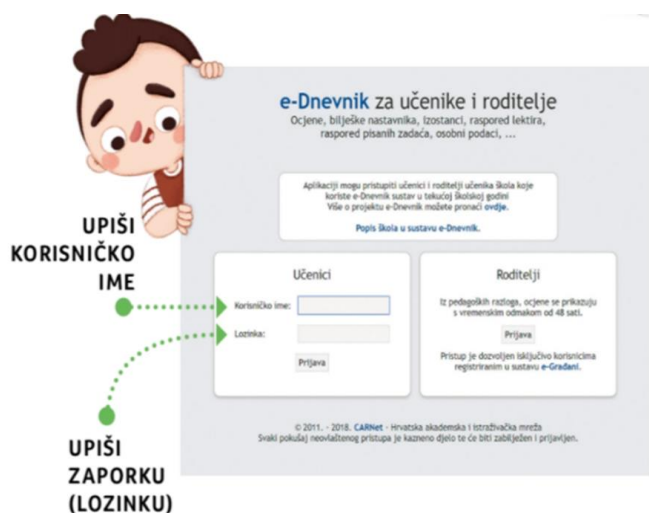 e-Dnevnik za učenike i roditelje
Ocjene, bilješke nastavnika, izostanci, raspored lektira,
raspored pisanih zadaća, osobni podaci, ...
Aplikaciji mogu pristupiti učenici i roditelji učenika škola koje
koriste e-Dnevnik sustav u tekućoj školskoj godini
Više o projektu e-Dnevnik možete pronaći ovdje.
Popis škola u sustavu e-Dnevnik.
UPIŠI
KORISNIČKO
IME
Učenici
Korisničko ime:
Lozinka:
Prijava
Roditelji
Iz pedagoških razloga, ocjene se prikazuju
s vremenskim odmakom od 48 sati.
Prijava
Pristup je dozvoljen isključivo korisnicima
registriranim u sustavu e-Građani.
UPIŠI
ZAPORKU
(LOZINKU)
© 2011. - 2018. CARNet - Hrvatska akademska i istraživačka mreža
Svaki pokušaj neovlaštenog pristupa je kazneno djelo te će biti zabilježen i prijavljen.